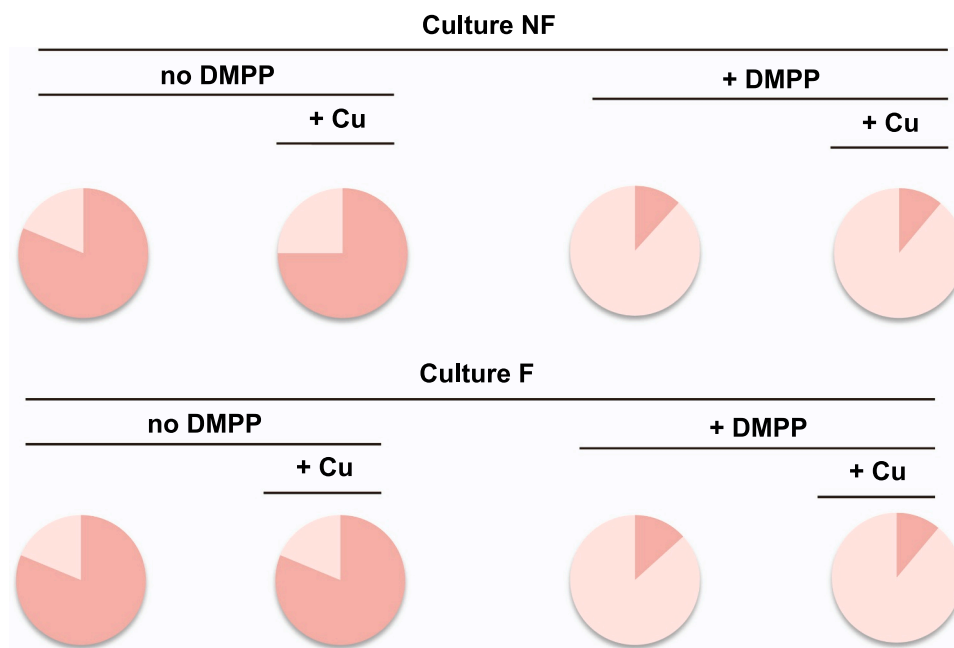 Culture NF
no DMPP
+ DMPP
+ Cu
+ Cu
Culture F
no DMPP
+ DMPP
+ Cu
+ Cu